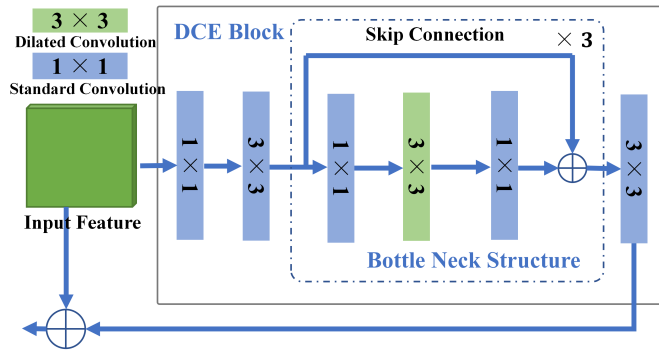 3 × 3
Dilated Convolution
1 × 1
Standard Convolution
Input Feature
DCE Block
Skip Connection
× 3
1 × 1
3 × 3
1 × 1
3 × 3
1 × 1
3 × 3
Bottle Neck Structure